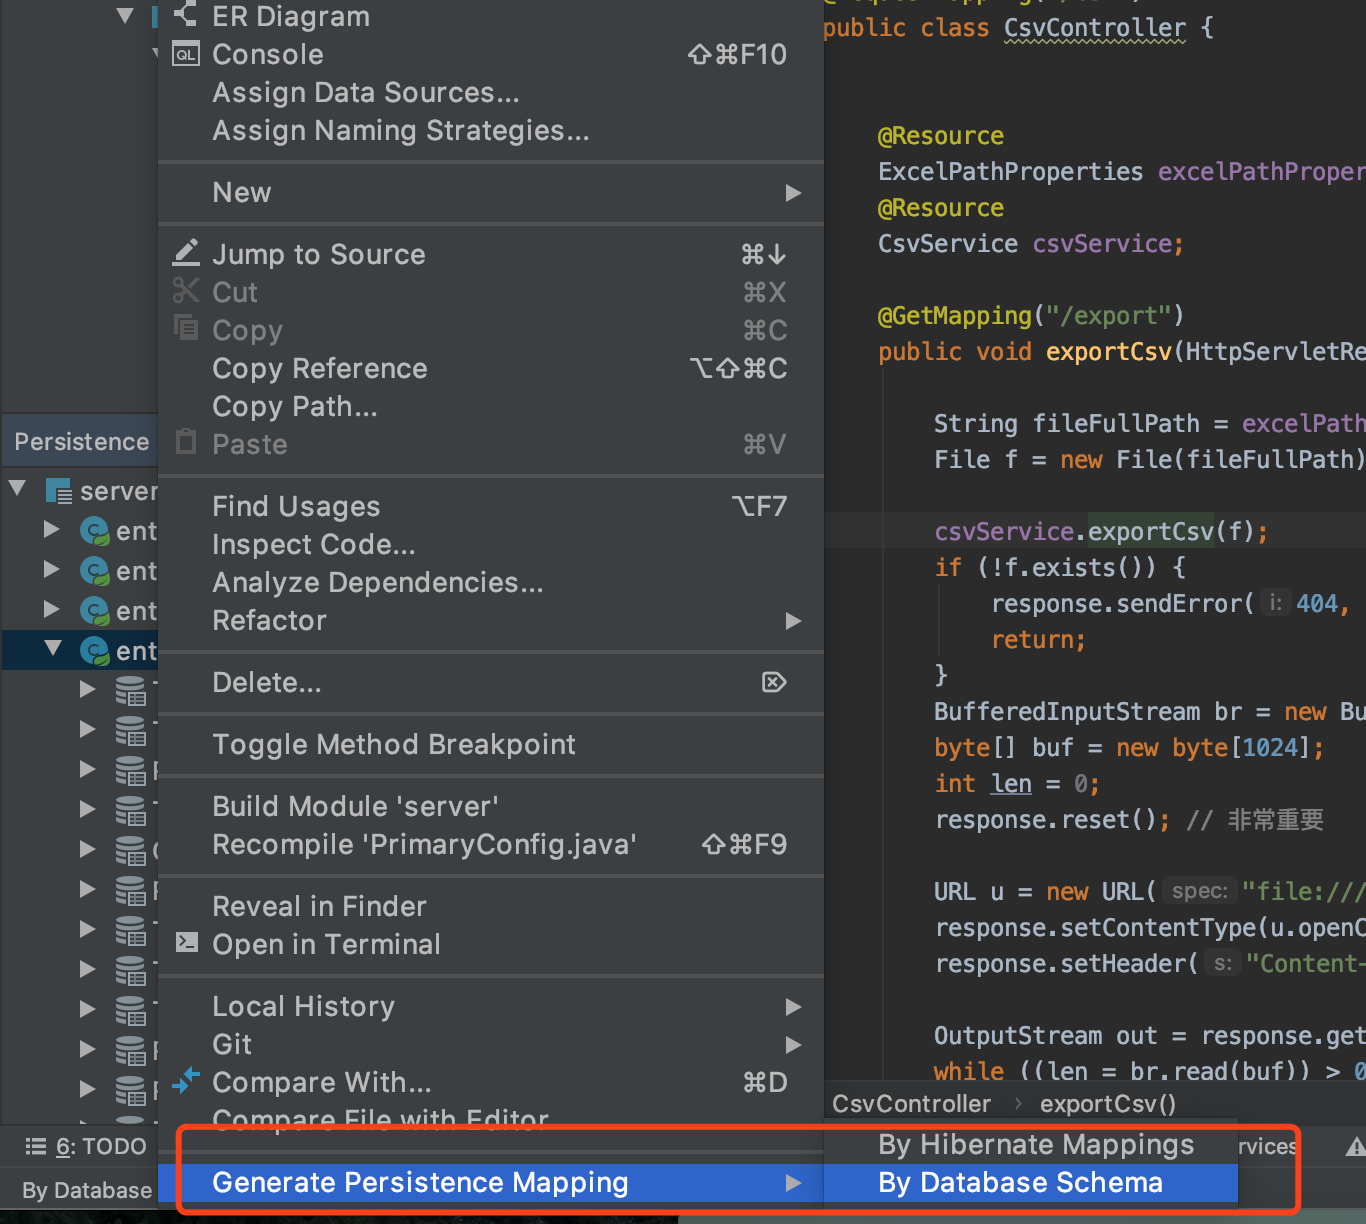 ER Diagram
Console ⇧⌘F10
Assign Data Sources...
Assign Naming Strategies...
New
Jump to Source ⌘↓
Cut ⌘X
Copy ⌘C
Copy Reference ⌥⇧⌘C
Copy Path...
Paste ⌘V
Find Usages ⌥F7
Inspect Code...
Analyze Dependencies...
Refactor
Delete... ⌦
Toggle Method Breakpoint
Build Module 'server'
Recompile 'PrimaryConfig.java' ⇧⌘F9
Reveal in Finder
Open in Terminal
Local History
Git
Compare With... ⌘D
Compare File with Editor
Generate Persistence Mapping
By Hibernate Mappings
By Database Schema
Persistence
server
ent
ent
ent
ent
6: TODO
By Database
public class CsvController {
@Resource
ExcelPathProperties excelPathProper
@Resource
CsvService csvService;
@GetMapping("/export")
public void exportCsv(HttpServletRe
String fileFullPath = excelPath
File f = new File(fileFullPath)
csvService.exportCsv(f);
if (!f.exists()) {
response.sendError( i: 404,
return;
}
BufferedInputStream br = new Bu
byte[] buf = new byte[1024];
int len = 0;
response.reset(); // 非常重要
URL u = new URL( spec: "file:///
response.setContentType(u.openC
response.setHeader( s: "Content-
OutputStream out = response.get
while ((len = br.read(buf)) > 0
CsvController › exportCsv()
rvices